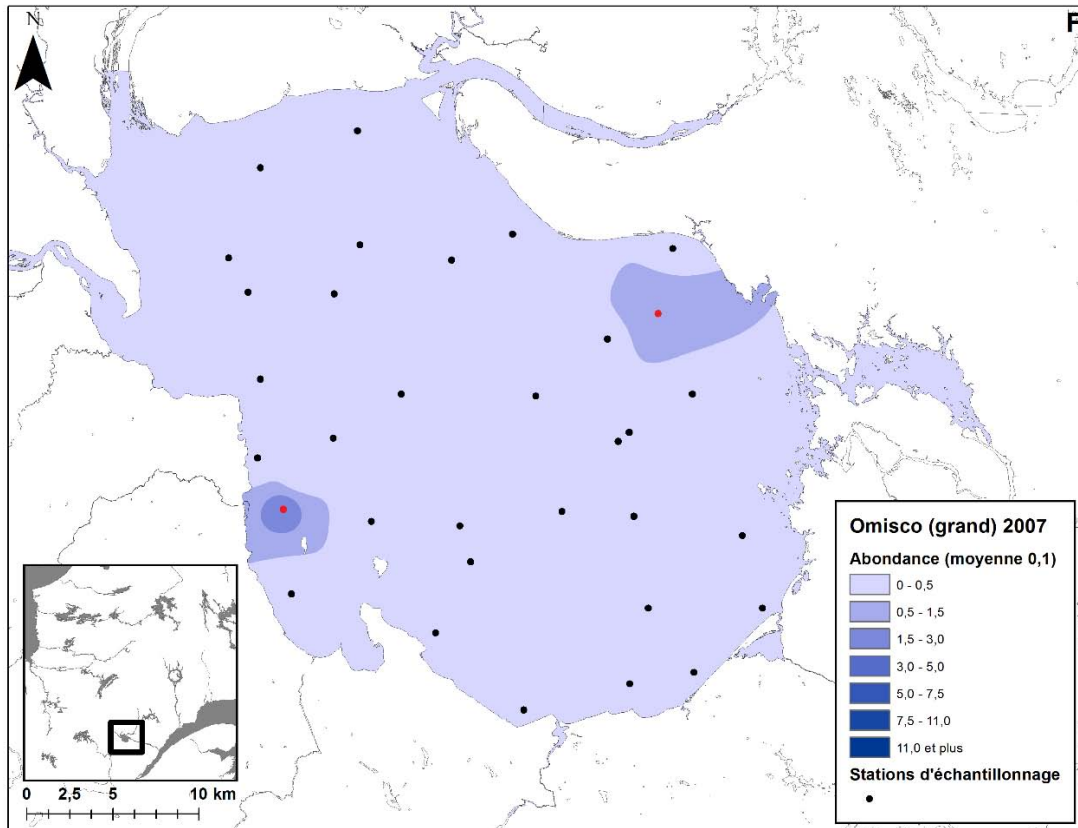 N
F
Omisco (grand) 2007
Abondance (moyenne 0,1)
0 - 0,5
0,5 - 1,5
1,5 - 3,0
3,0 - 5,0
5,0 - 7,5
7,5 - 11,0
11,0 et plus
Stations d'échantillonnage
0 2,5 5 10 km